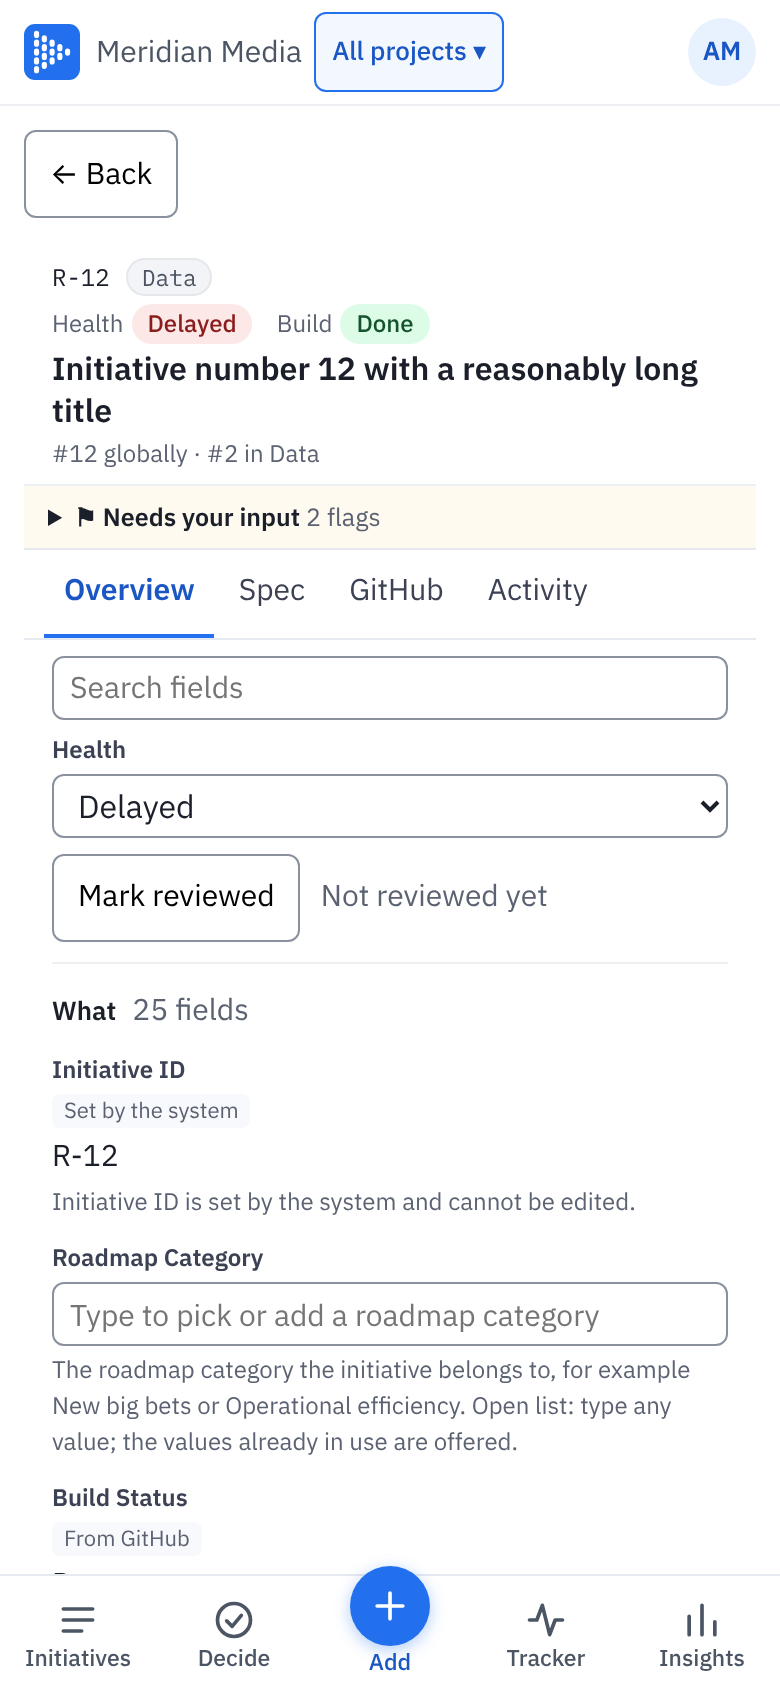 Meridian Media All projects ▾ AM
← Back
R-12 Data
Health Delayed Build Done
Initiative number 12 with a reasonably long
title
#12 globally · #2 in Data
▶ ⚑ Needs your input 2 flags
Overview Spec GitHub Activity
Search fields
Health
Delayed
Mark reviewed Not reviewed yet
What 25 fields
Initiative ID
Set by the system
R-12
Initiative ID is set by the system and cannot be edited.
Roadmap Category
Type to pick or add a roadmap category
The roadmap category the initiative belongs to, for example
New big bets or Operational efficiency. Open list: type any
value; the values already in use are offered.
Build Status
From GitHub
Initiatives Decide Add Tracker Insights